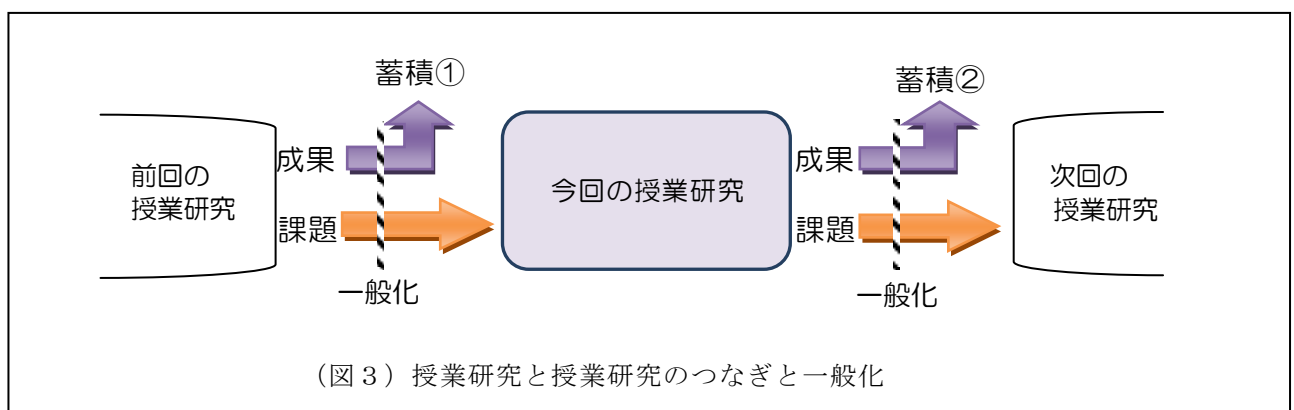 蓄積①
蓄積②
前回の
授業研究
成果
課題
一般化
今回の授業研究
成果
課題
一般化
次回の
授業研究
（図３）授業研究と授業研究のつなぎと一般化